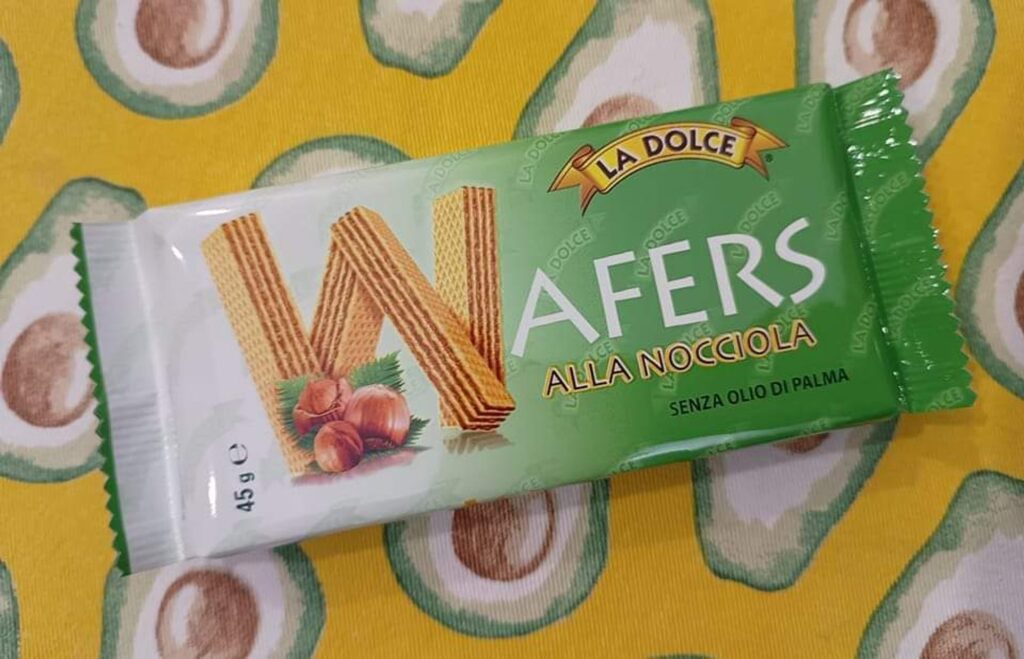 LA DOLCE
WAFERS
ALLA NOCCIOLA
SENZA OLIO DI PALMA
45 g ℮